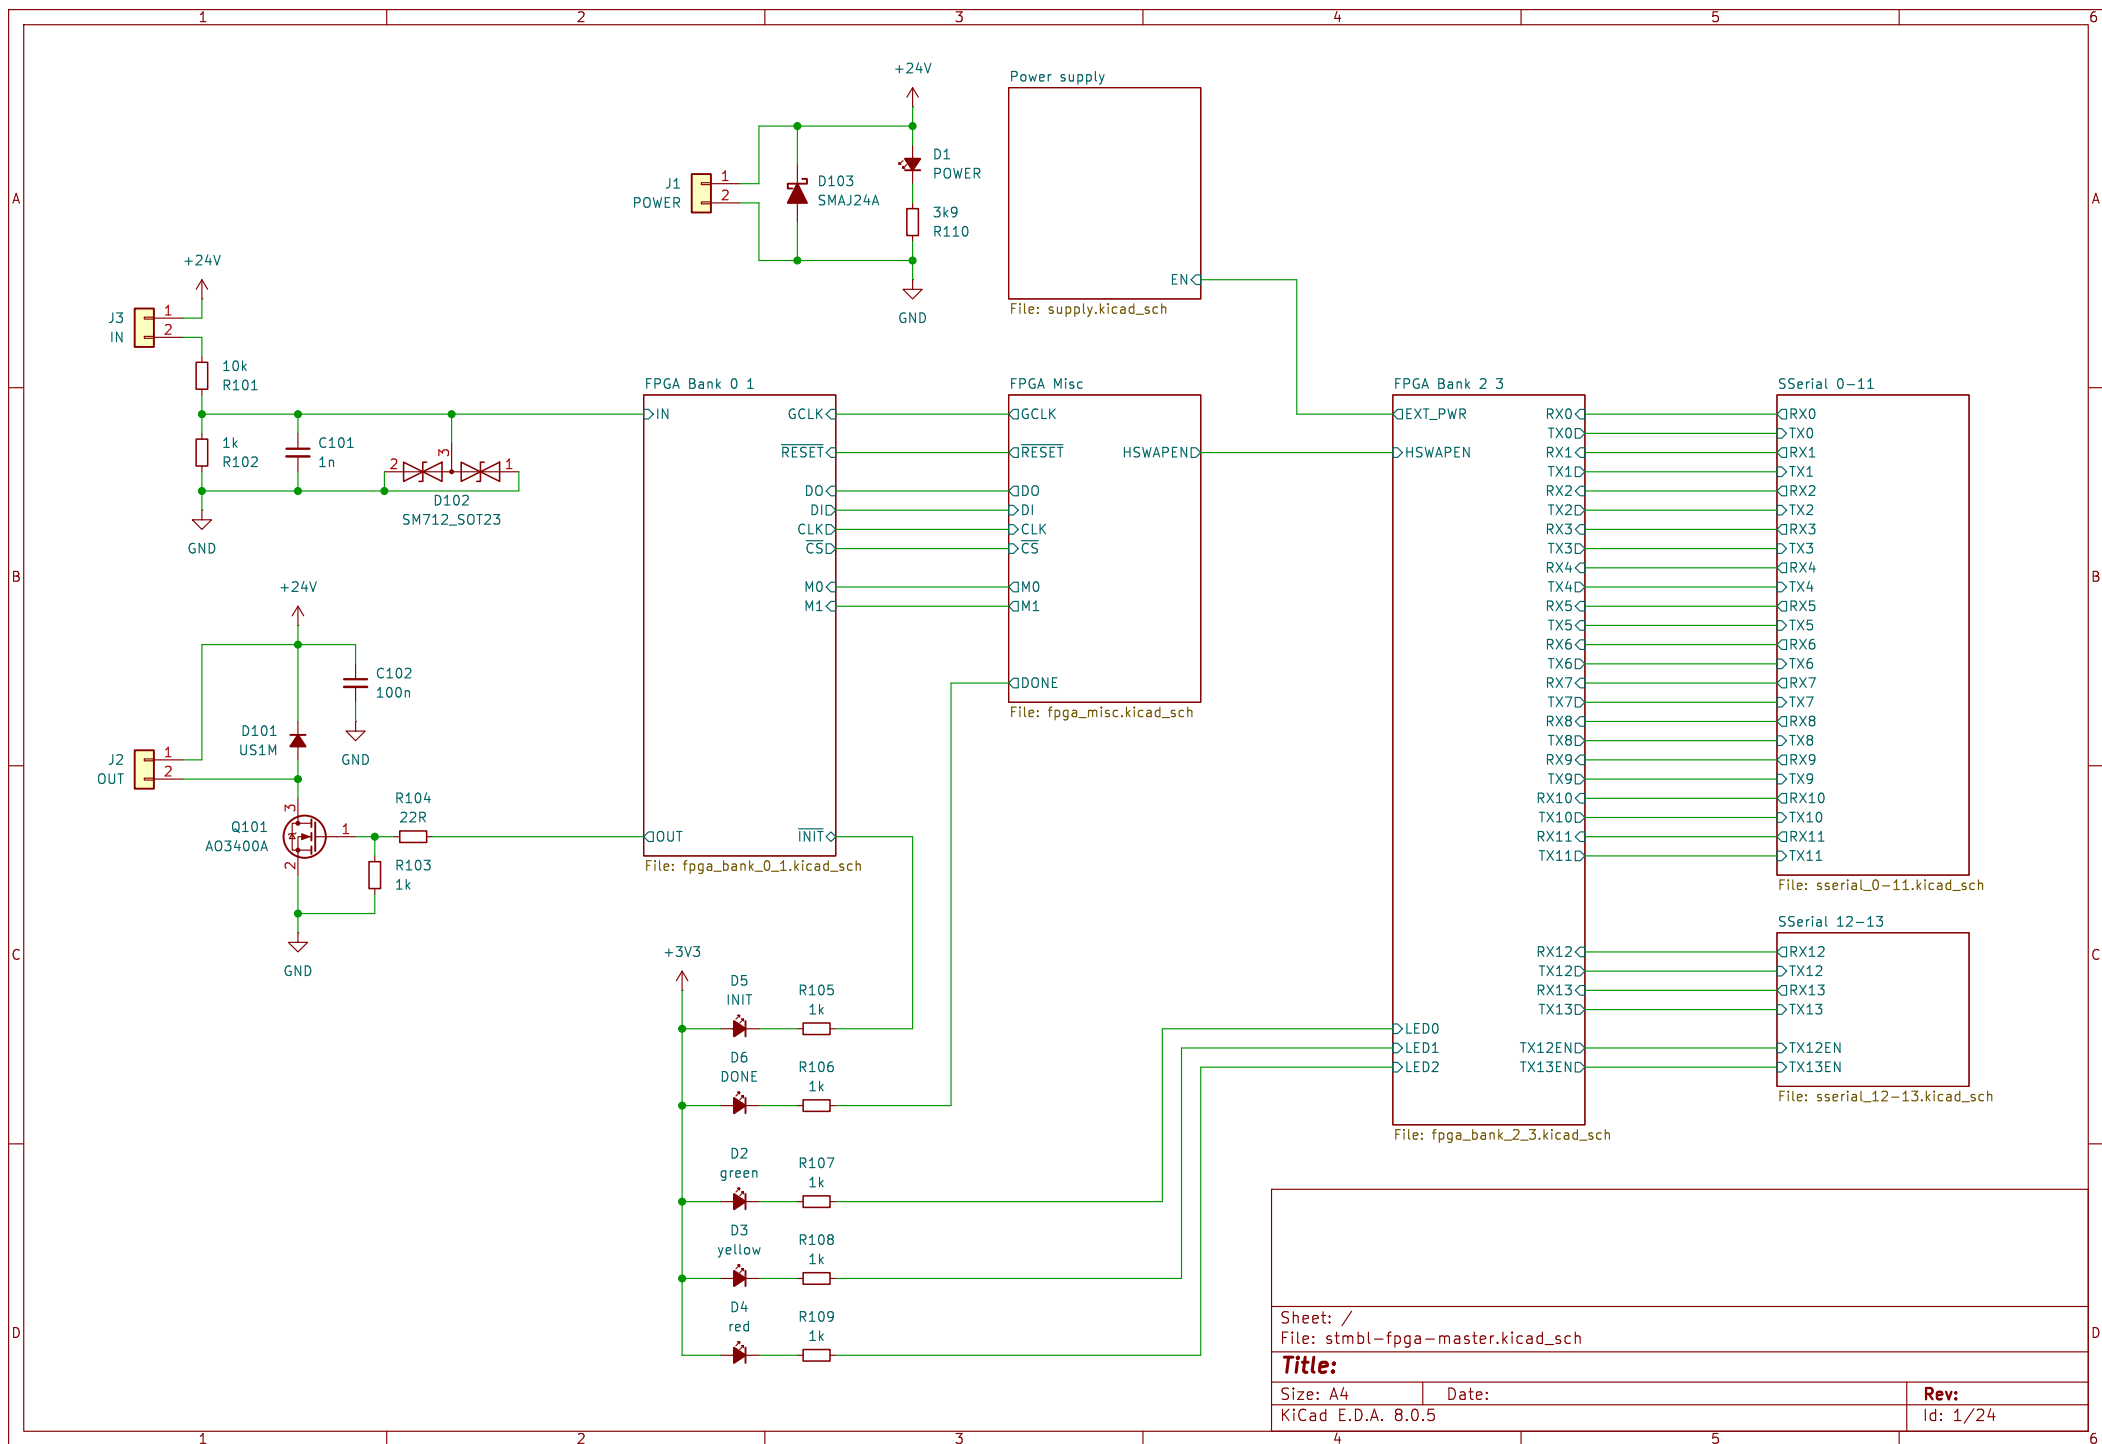 1 2 3 4 5 6
A
B
C
D
A
B
C
D
1 2 3 4 5 6
+24V
J1
POWER
1
2
D103
SMAJ24A
D1
POWER
3k9
R110
GND
Power supply
EN
File: supply.kicad_sch
+24V
J3
IN
1
2
10k
R101
1k
R102
C101
1n
2
3
1
D102
SM712_SOT23
GND
+24V
C102
100n
GND
D101
US1M
J2
OUT
1
2
3
1
2
Q101
AO3400A
R104
22R
R103
1k
GND
FPGA Bank 0 1
IN
OUT
GCLK
RESET
DO
DI
CLK
CS
M0
M1
INIT
File: fpga_bank_0_1.kicad_sch
FPGA Misc
GCLK
RESET
DO
DI
CLK
CS
M0
M1
DONE
HSWAPEN
File: fpga_misc.kicad_sch
FPGA Bank 2 3
EXT_PWR
HSWAPEN
LED0
LED1
LED2
RX0
TX0
RX1
TX1
RX2
TX2
RX3
TX3
RX4
TX4
RX5
TX5
RX6
TX6
RX7
TX7
RX8
TX8
RX9
TX9
RX10
TX10
RX11
TX11
RX12
TX12
RX13
TX13
TX12EN
TX13EN
File: fpga_bank_2_3.kicad_sch
SSerial 0-11
RX0
TX0
RX1
TX1
RX2
TX2
RX3
TX3
RX4
TX4
RX5
TX5
RX6
TX6
RX7
TX7
RX8
TX8
RX9
TX9
RX10
TX10
RX11
TX11
File: sserial_0-11.kicad_sch
SSerial 12-13
RX12
TX12
RX13
TX13
TX12EN
TX13EN
File: sserial_12-13.kicad_sch
+3V3
D5
INIT
R105
1k
D6
DONE
R106
1k
D2
green
R107
1k
D3
yellow
R108
1k
D4
red
R109
1k
Sheet: /
File: stmbl-fpga-master.kicad_sch
Title:
Size: A4 Date: Rev:
KiCad E.D.A. 8.0.5 Id: 1/24